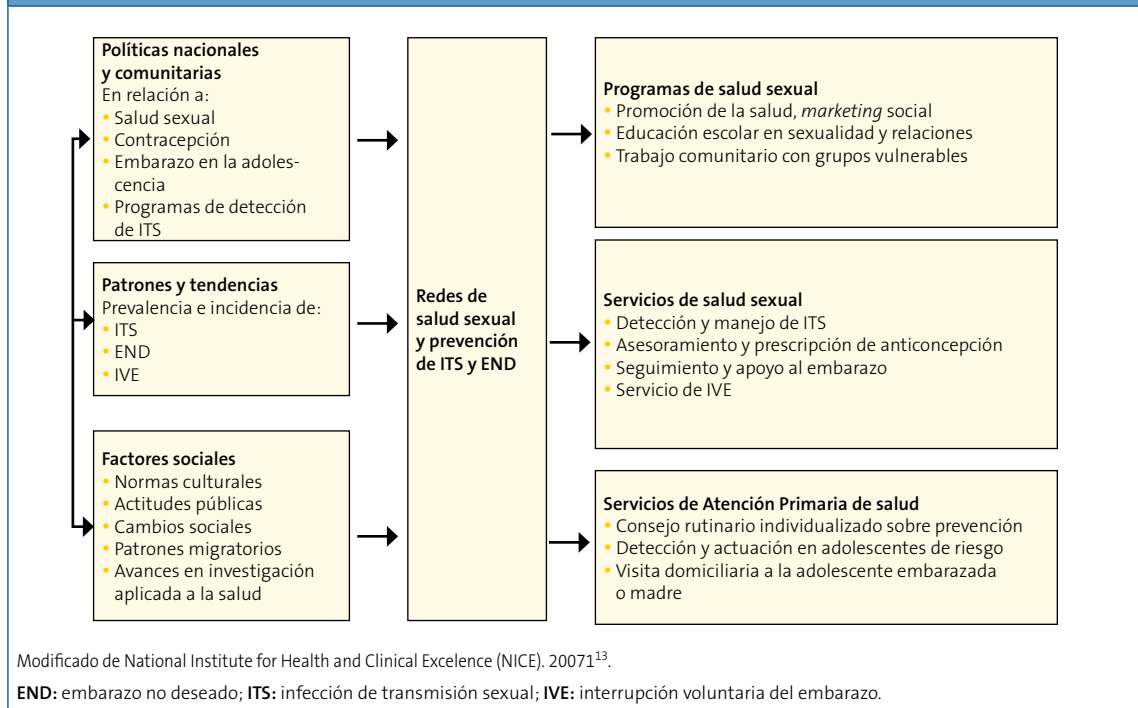 Políticas nacionales
y comunitarias
En relación a:
• Salud sexual
• Contracepción
• Embarazo en la adoles-
cencia
• Programas de detección
de ITS
Patrones y tendencias
Prevalencia e incidencia de:
• ITS
• END
• IVE
Factores sociales
• Normas culturales
• Actitudes públicas
• Cambios sociales
• Patrones migratorios
• Avances en investigación
aplicada a la salud
Redes de
salud sexual
y prevención
de ITS y END
Programas de salud sexual
• Promoción de la salud, marketing social
• Educación escolar en sexualidad y relaciones
• Trabajo comunitario con grupos vulnerables
Servicios de salud sexual
• Detección y manejo de ITS
• Asesoramiento y prescripción de anticoncepción
• Seguimiento y apoyo al embarazo
• Servicio de IVE
Servicios de Atención Primaria de salud
• Consejo rutinario individualizado sobre prevención
• Detección y actuación en adolescentes de riesgo
• Visita domiciliaria a la adolescente embarazada
o madre
Modificado de National Institute for Health and Clinical Excelence (NICE). 20071¹³.
END: embarazo no deseado; ITS: infección de transmisión sexual; IVE: interrupción voluntaria del embarazo.